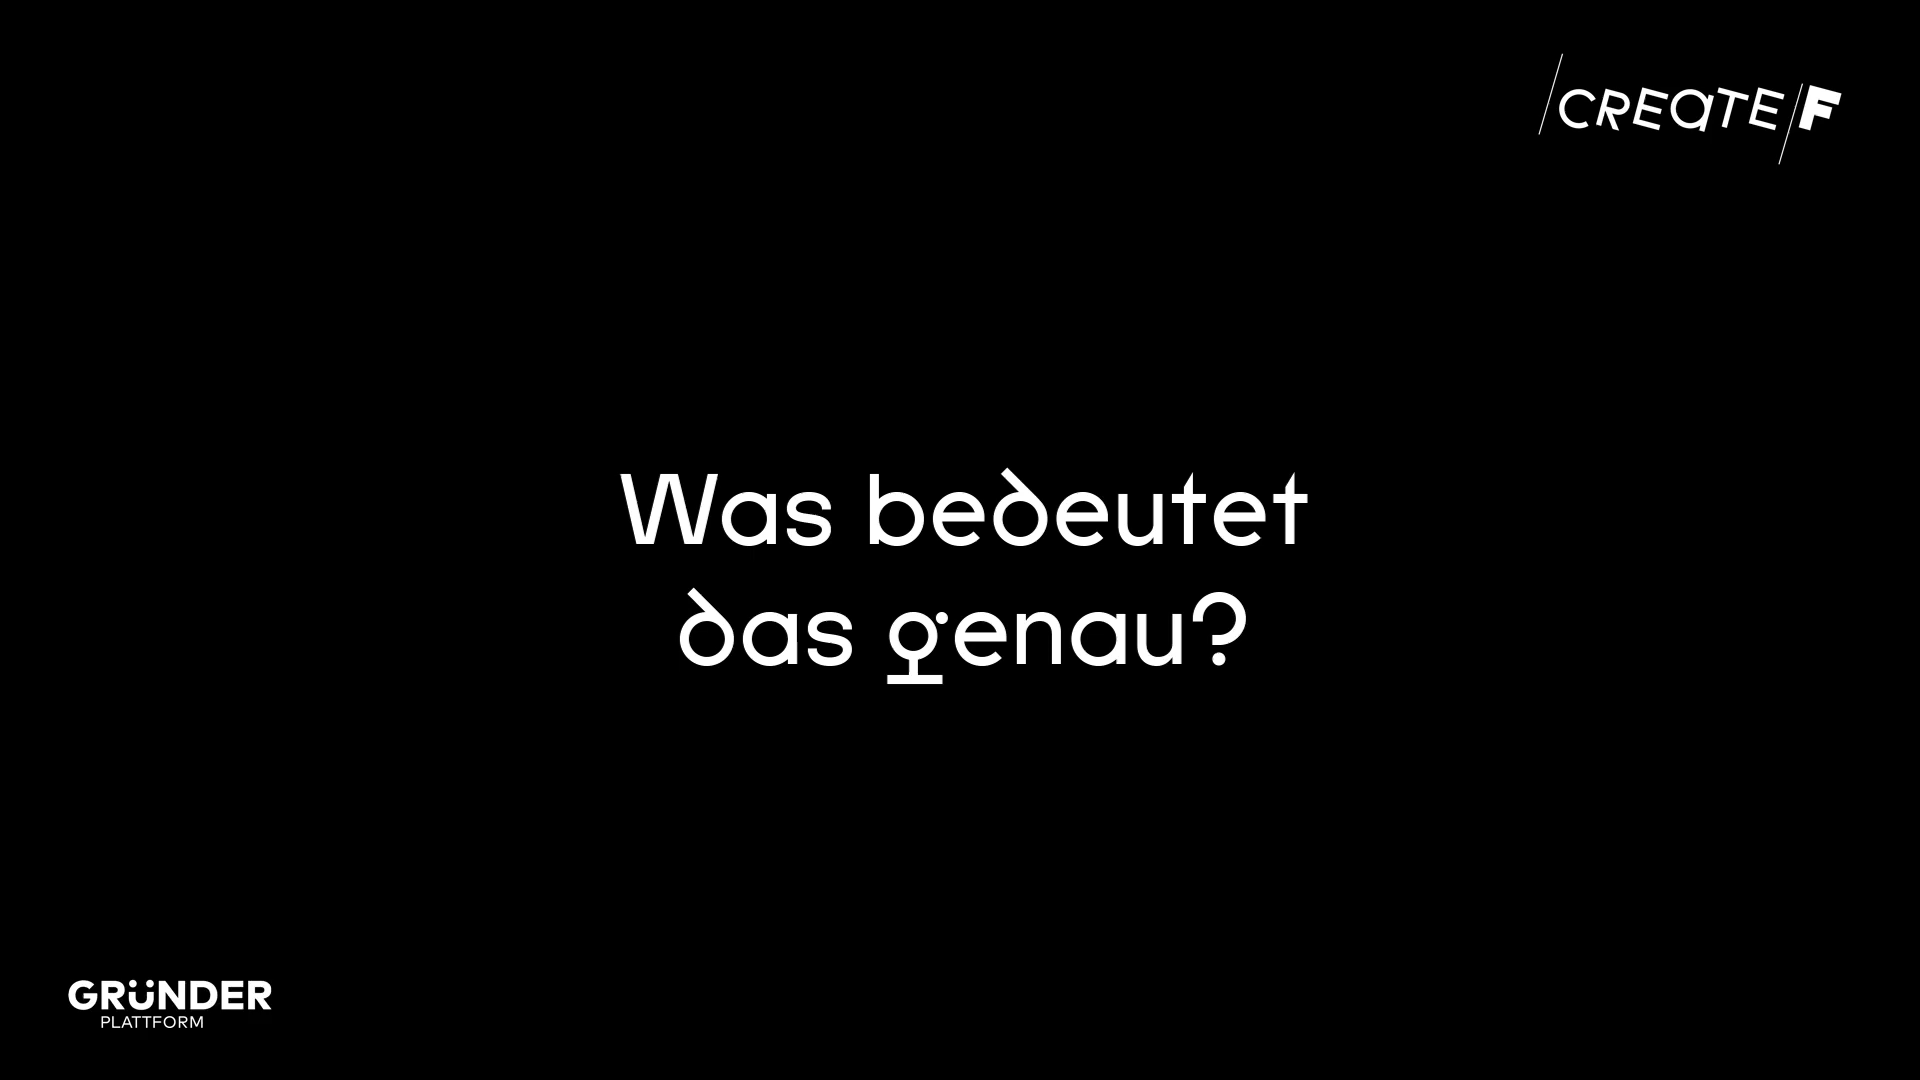 /CREATE/F
Was bedeutet
das genau?
GRÜNDER
PLATTFORM